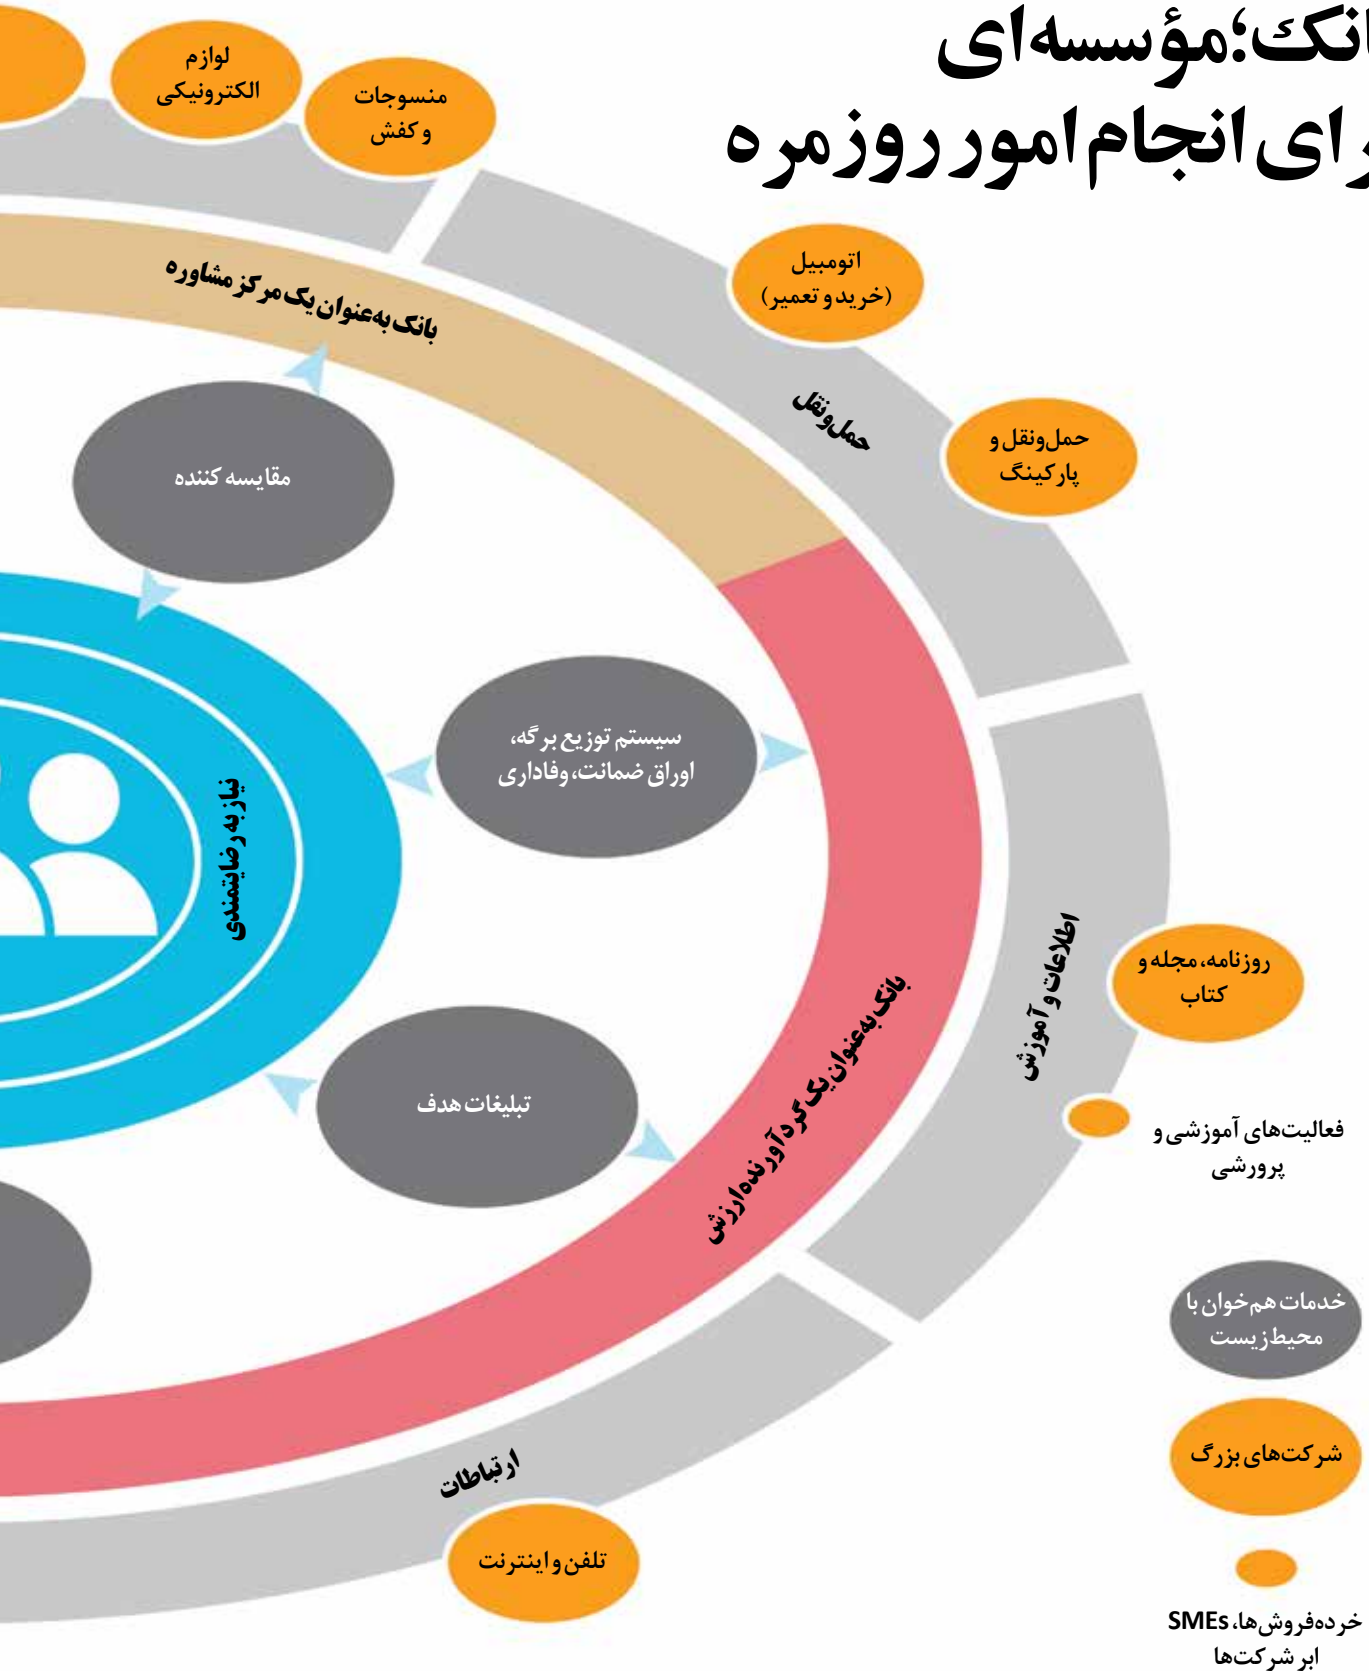 انک؛مؤسسه‌ای
رای انجام امور روزمره
لوازم
الکترونیکی
منسوجات
و کفش
اتومبیل
(خرید و تعمیر)
بانک به‌عنوان یک مرکز مشاوره
حمل‌ونقل
حمل‌ونقل و
پارکینگ
مقایسه کننده
سیستم توزیع برگه،
اوراق ضمانت، وفاداری
نیاز به رضایتمندی
اطلاعات و آموزش
روزنامه، مجله و
کتاب
بانک به‌عنوان یک گردآورنده ارزش
تبلیغات هدف
فعالیت‌های آموزشی و
پرورشی
خدمات هم‌خوان با
محیط‌زیست
شرکت‌های بزرگ
ارتباطات
تلفن و اینترنت
خرده‌فروش‌ها، SMEs
ابر شرکت‌ها